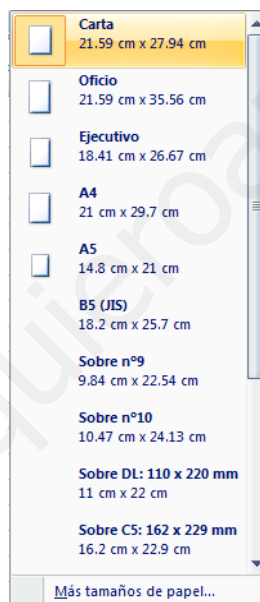 Carta
21.59 cm x 27.94 cm
Oficio
21.59 cm x 35.56 cm
Ejecutivo
18.41 cm x 26.67 cm
A4
21 cm x 29.7 cm
A5
14.8 cm x 21 cm
B5 (JIS)
18.2 cm x 25.7 cm
Sobre nº9
9.84 cm x 22.54 cm
Sobre nº10
10.47 cm x 24.13 cm
Sobre DL: 110 x 220 mm
11 cm x 22 cm
Sobre C5: 162 x 229 mm
16.2 cm x 22.9 cm
Más tamaños de papel...